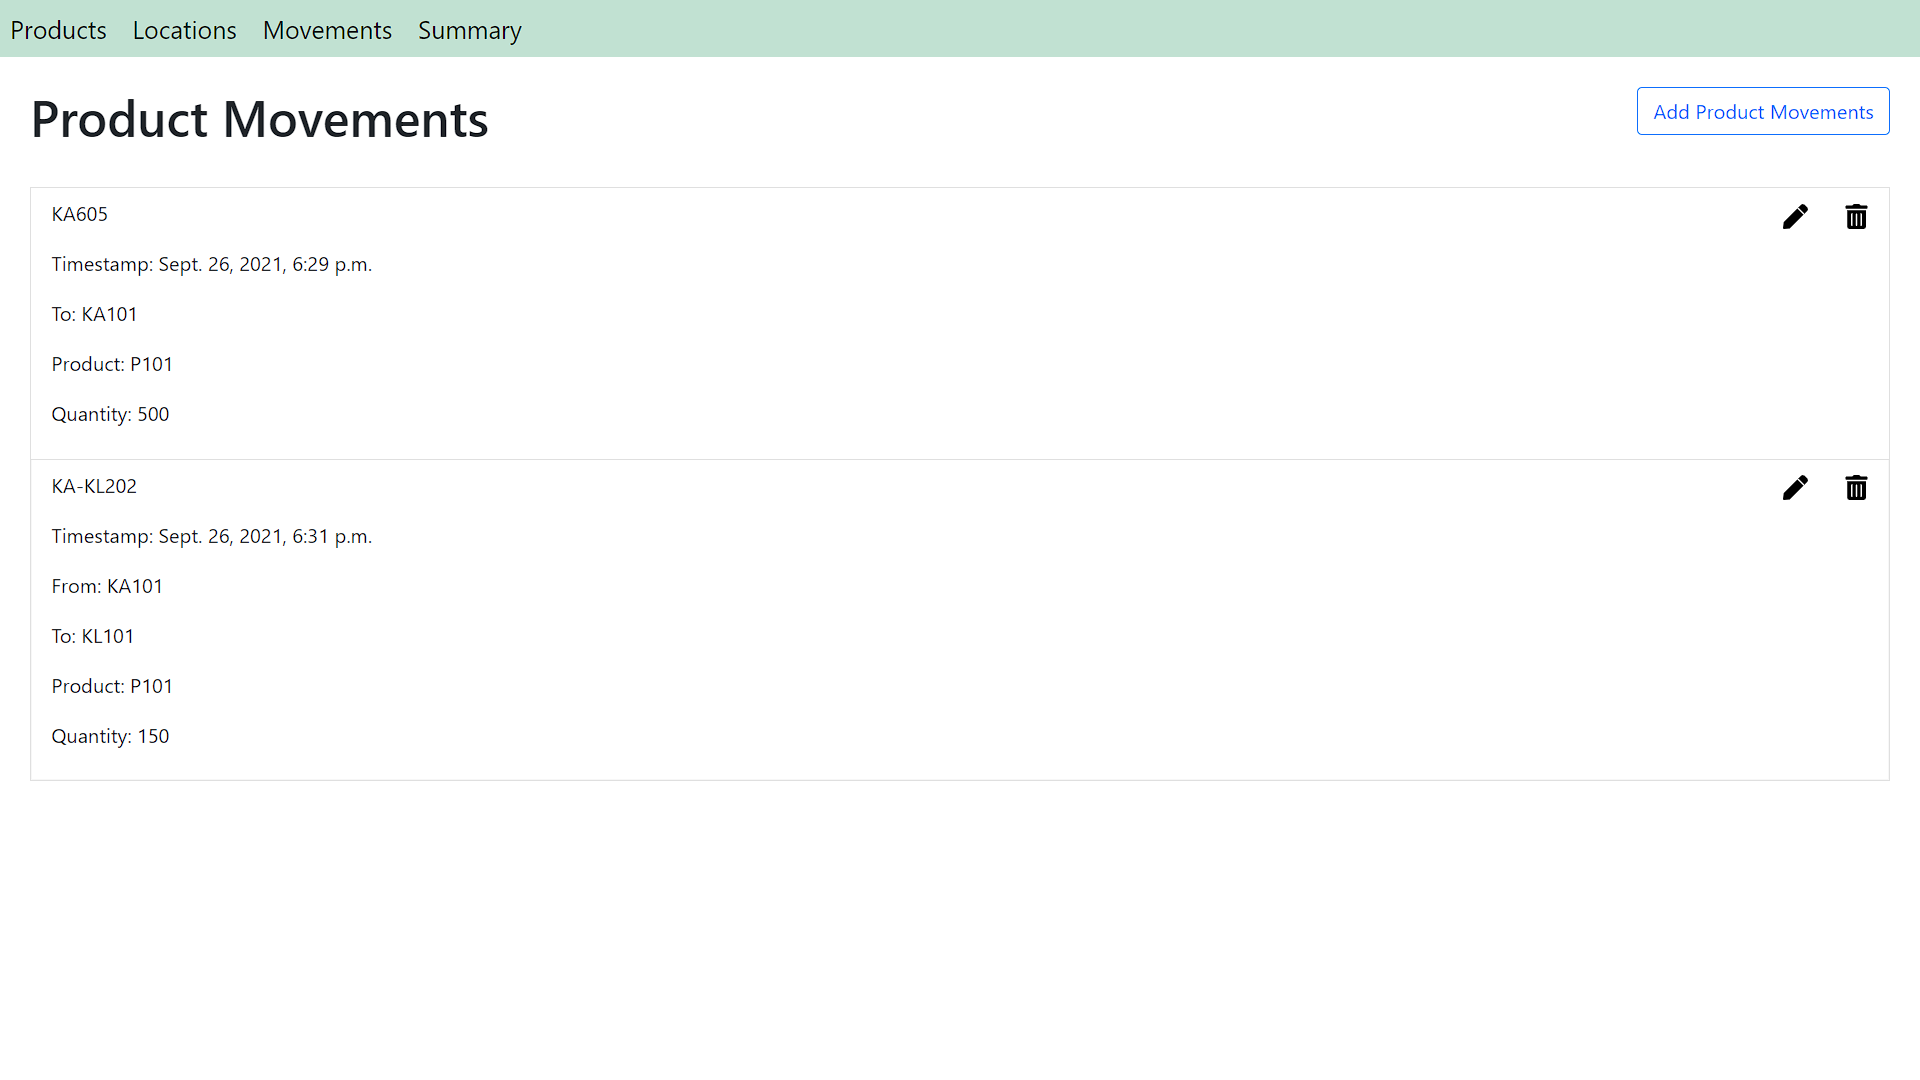 Products Locations Movements Summary
Product Movements
Add Product Movements
KA605
Timestamp: Sept. 26, 2021, 6:29 p.m.
To: KA101
Product: P101
Quantity: 500
KA-KL202
Timestamp: Sept. 26, 2021, 6:31 p.m.
From: KA101
To: KL101
Product: P101
Quantity: 150